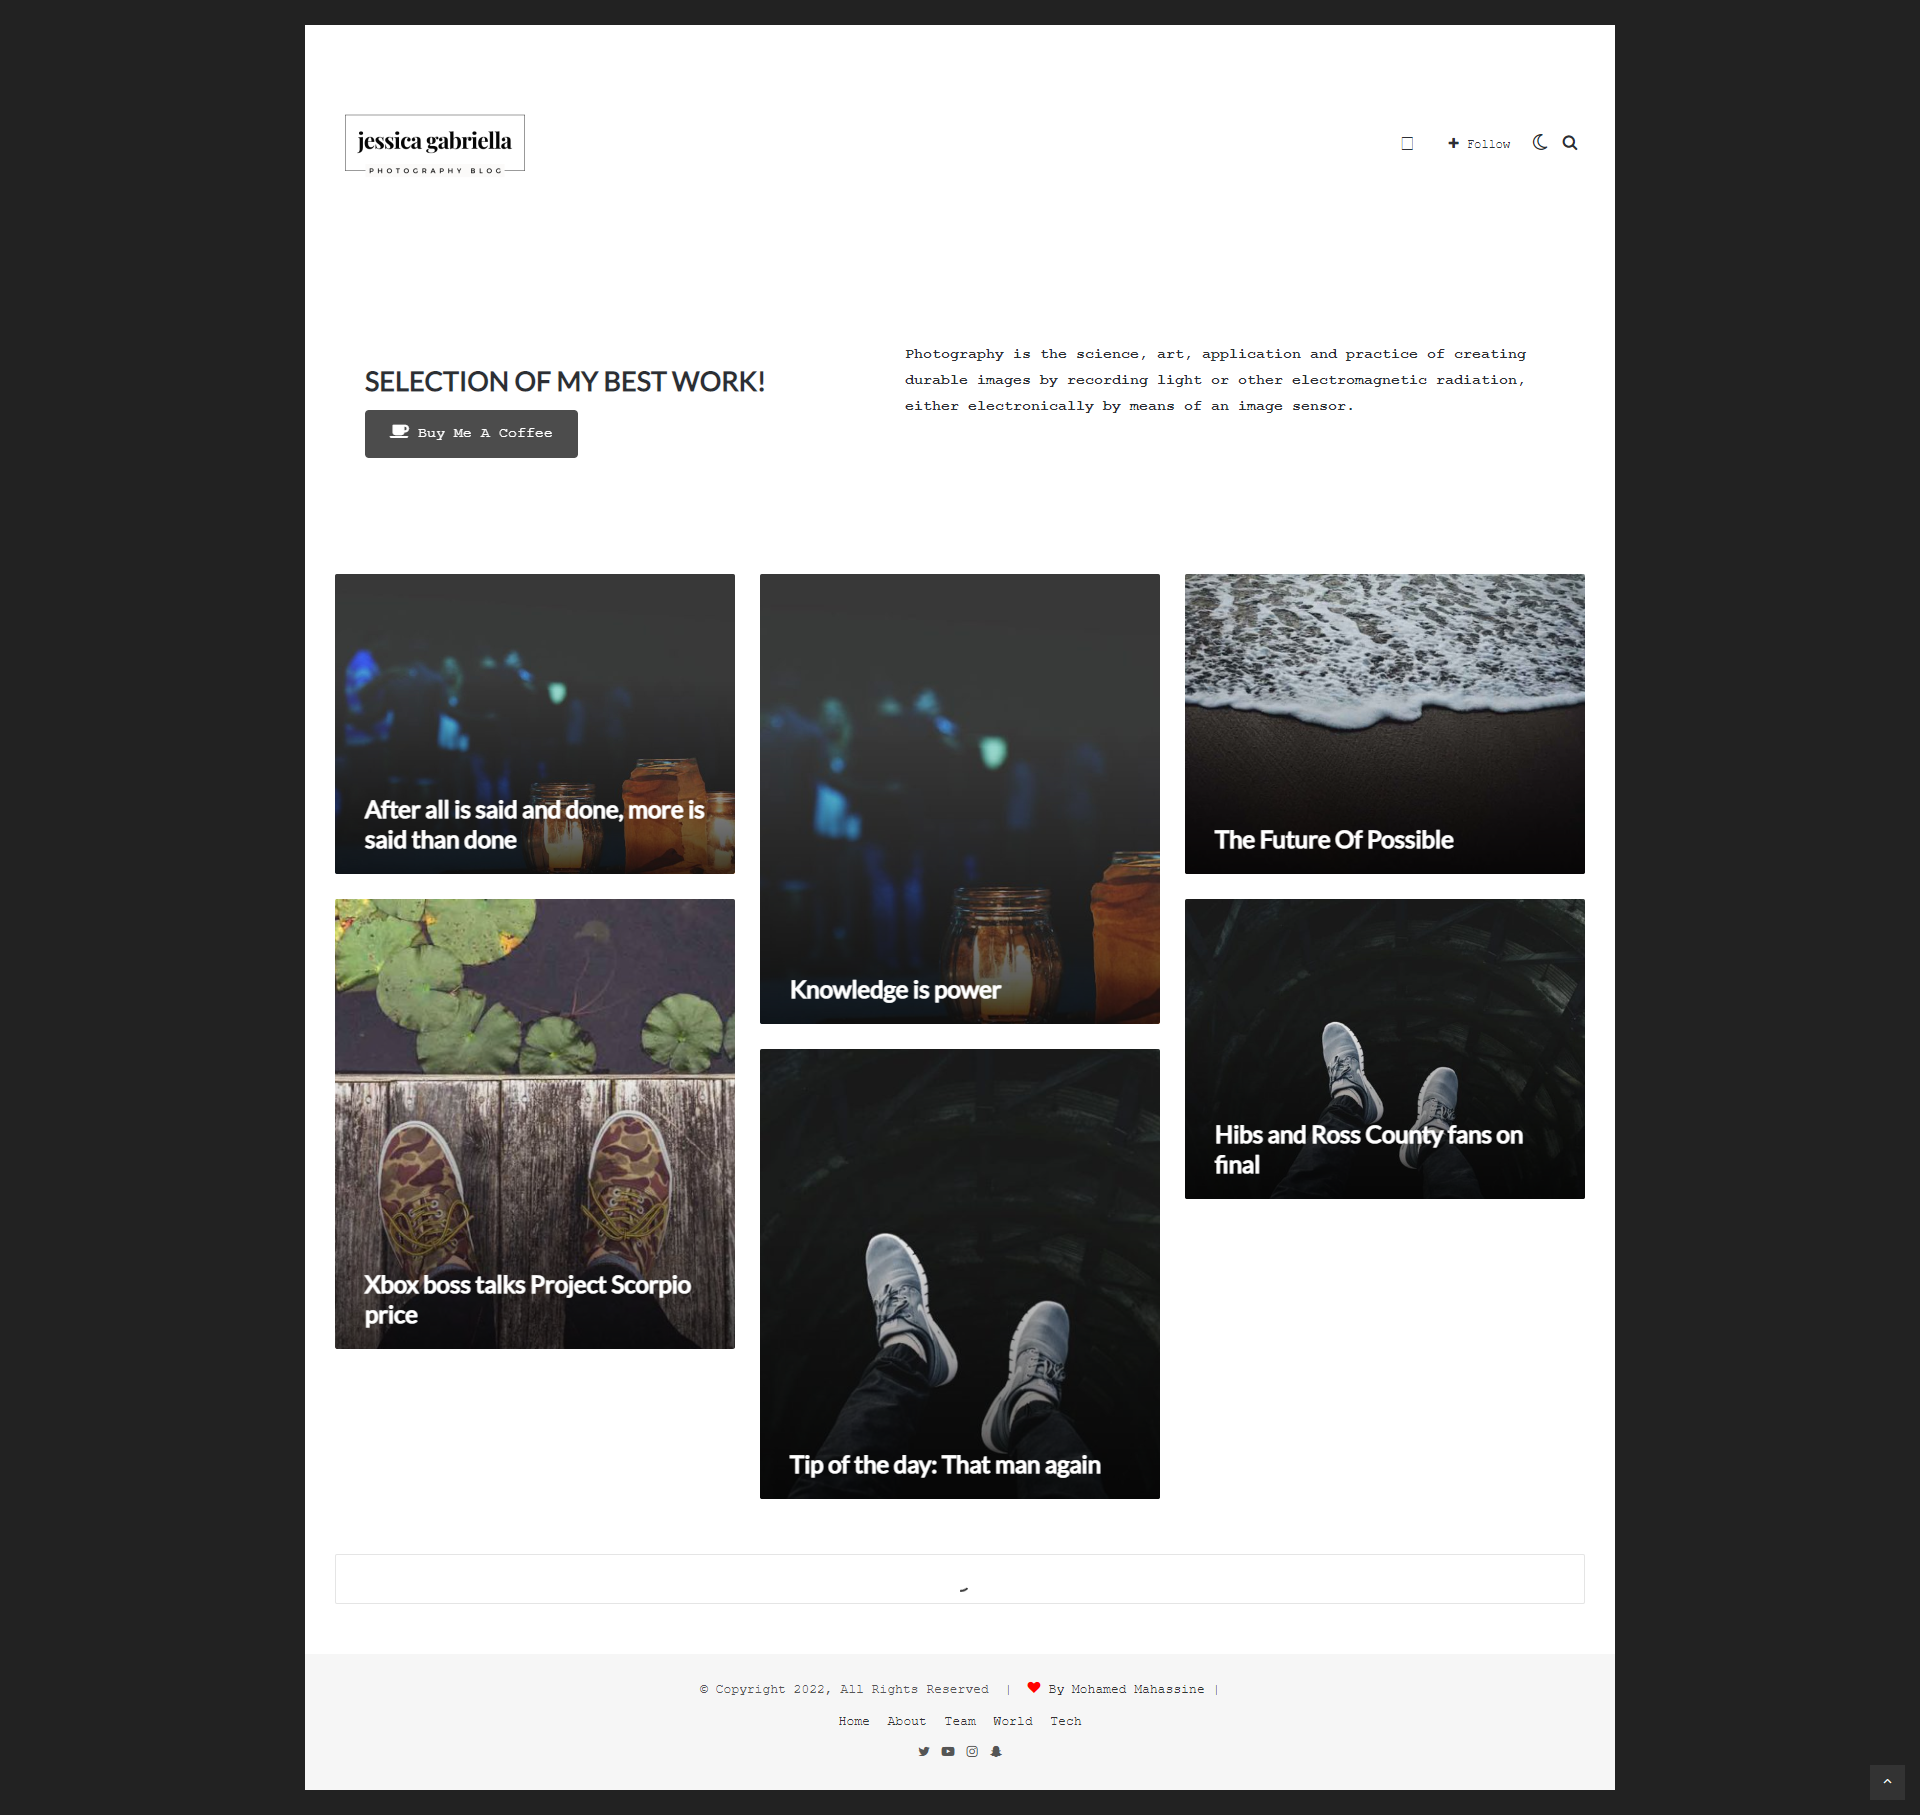 jessica gabriella
PHOTOGRAPHY BLOG
Follow
SELECTION OF MY BEST WORK!
Buy Me A Coffee
Photography is the science, art, application and practice of creating
durable images by recording light or other electromagnetic radiation,
either electronically by means of an image sensor.
After all is said and done, more is
said than done
Knowledge is power
The Future Of Possible
Xbox boss talks Project Scorpio
price
Hibs and Ross County fans on
final
Tip of the day: That man again
© Copyright 2022, All Rights Reserved | By Mohamed Mahassine |
Home About Team World Tech